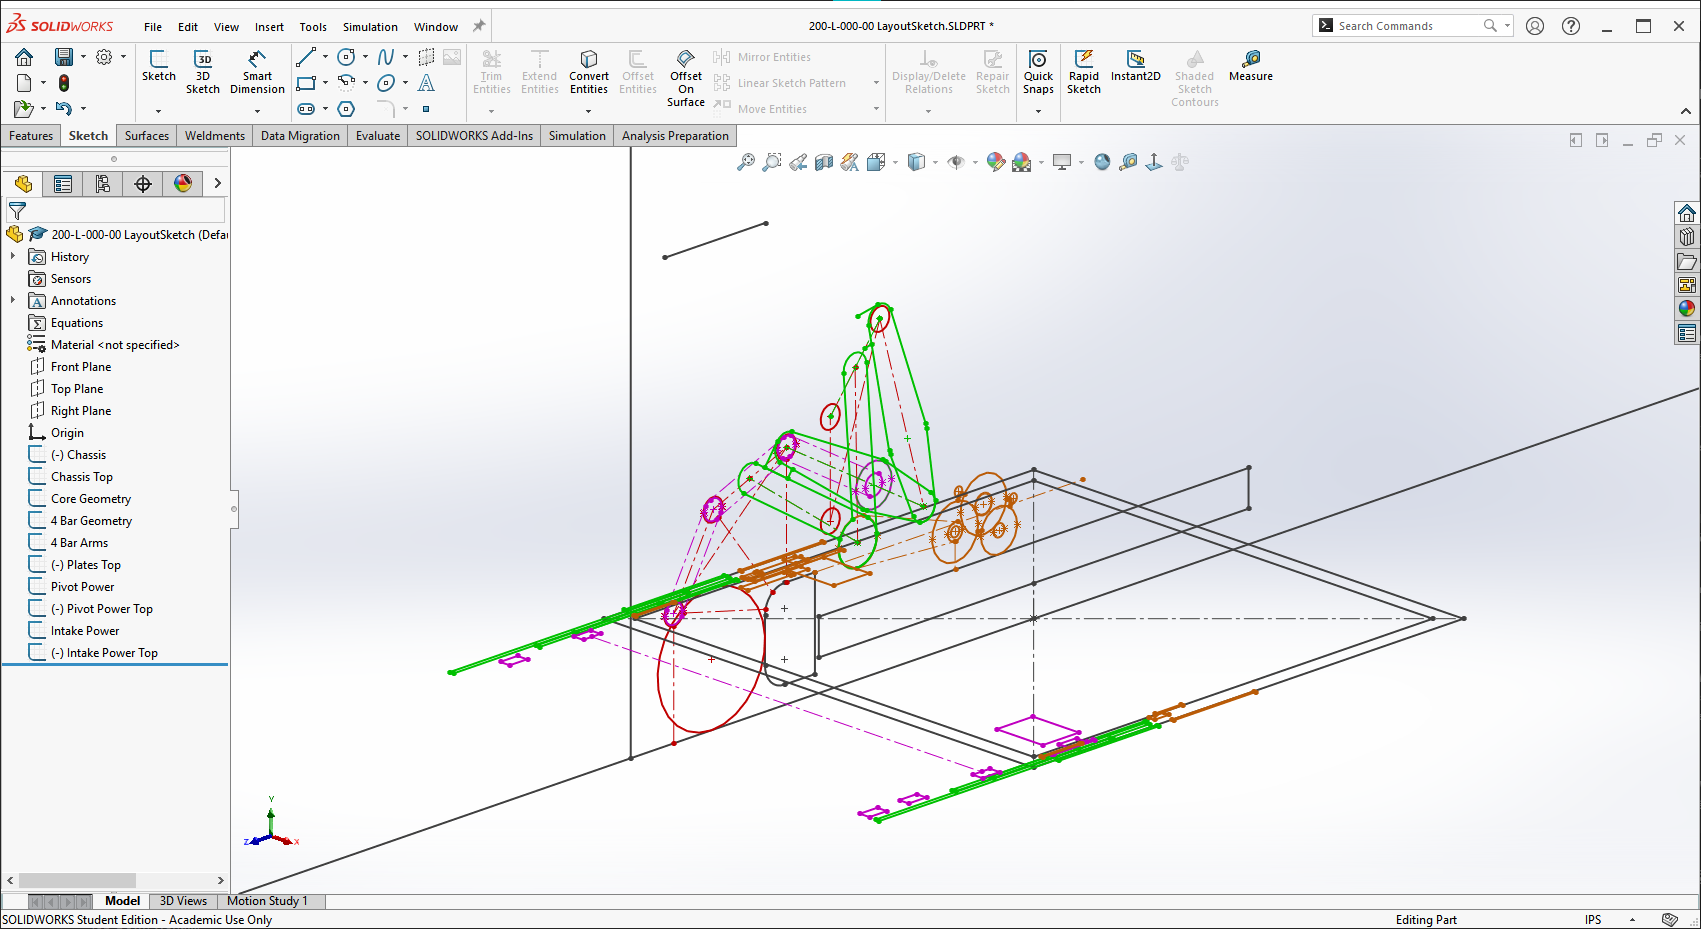 SOLIDWORKS
File Edit View Insert Tools Simulation Window
200-L-000-00 LayoutSketch.SLDPRT *
Search Commands
Sketch
3D Sketch
Smart Dimension
Trim Entities
Extend Entities
Convert Entities
Offset Entities
Offset On Surface
Mirror Entities
Linear Sketch Pattern
Move Entities
Display/Delete Relations
Repair Sketch
Quick Snaps
Rapid Sketch
Instant2D
Shaded Sketch Contours
Measure
Features Sketch Surfaces Weldments Data Migration Evaluate SOLIDWORKS Add-Ins Simulation Analysis Preparation
200-L-000-00 LayoutSketch (Defau
History
Sensors
Annotations
Equations
Material <not specified>
Front Plane
Top Plane
Right Plane
Origin
(-) Chassis
Chassis Top
Core Geometry
4 Bar Geometry
4 Bar Arms
(-) Plates Top
Pivot Power
(-) Pivot Power Top
Intake Power
(-) Intake Power Top
Y
Z
X
Model 3D Views Motion Study 1
SOLIDWORKS Student Edition - Academic Use Only
Editing Part
IPS